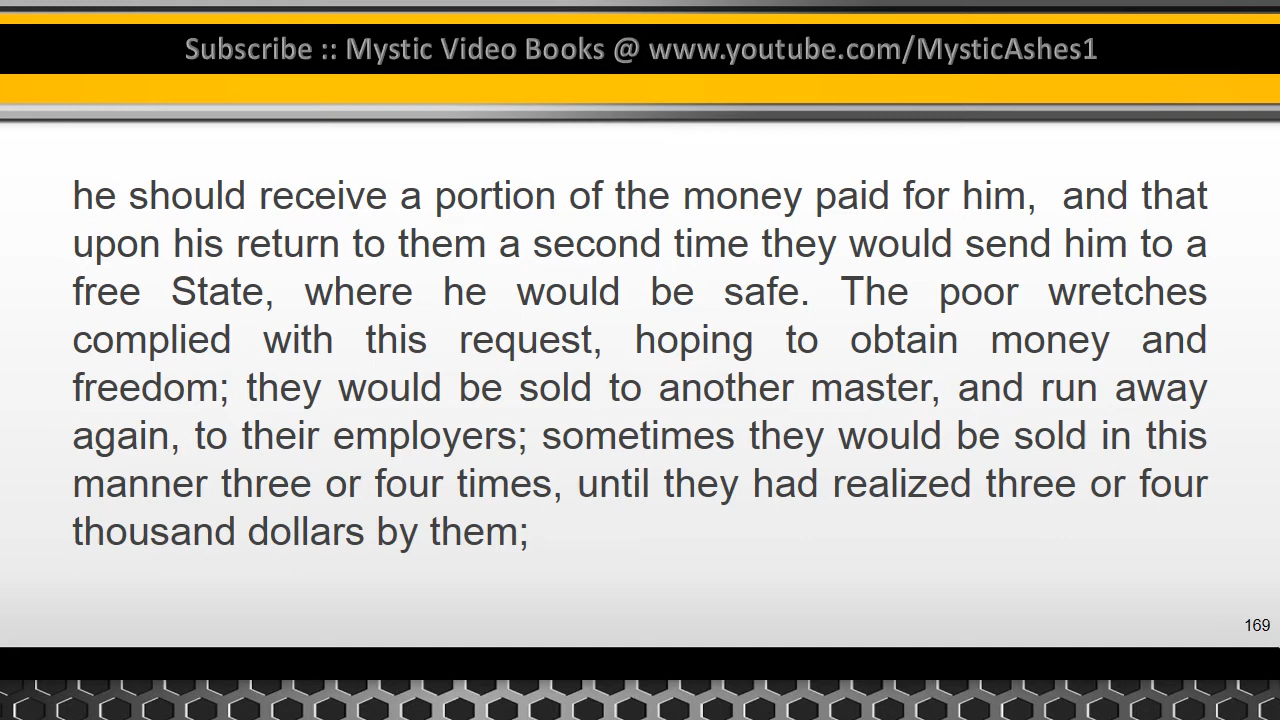 Subscribe :: Mystic Video Books @ www.youtube.com/MysticAshes1
he should receive a portion of the money paid for him,  and that
upon his return to them a second time they would send him to a
free State, where he would be safe. The poor wretches
complied with this request, hoping to obtain money and
freedom; they would be sold to another master, and run away
again, to their employers; sometimes they would be sold in this
manner three or four times, until they had realized three or four
thousand dollars by them;
169